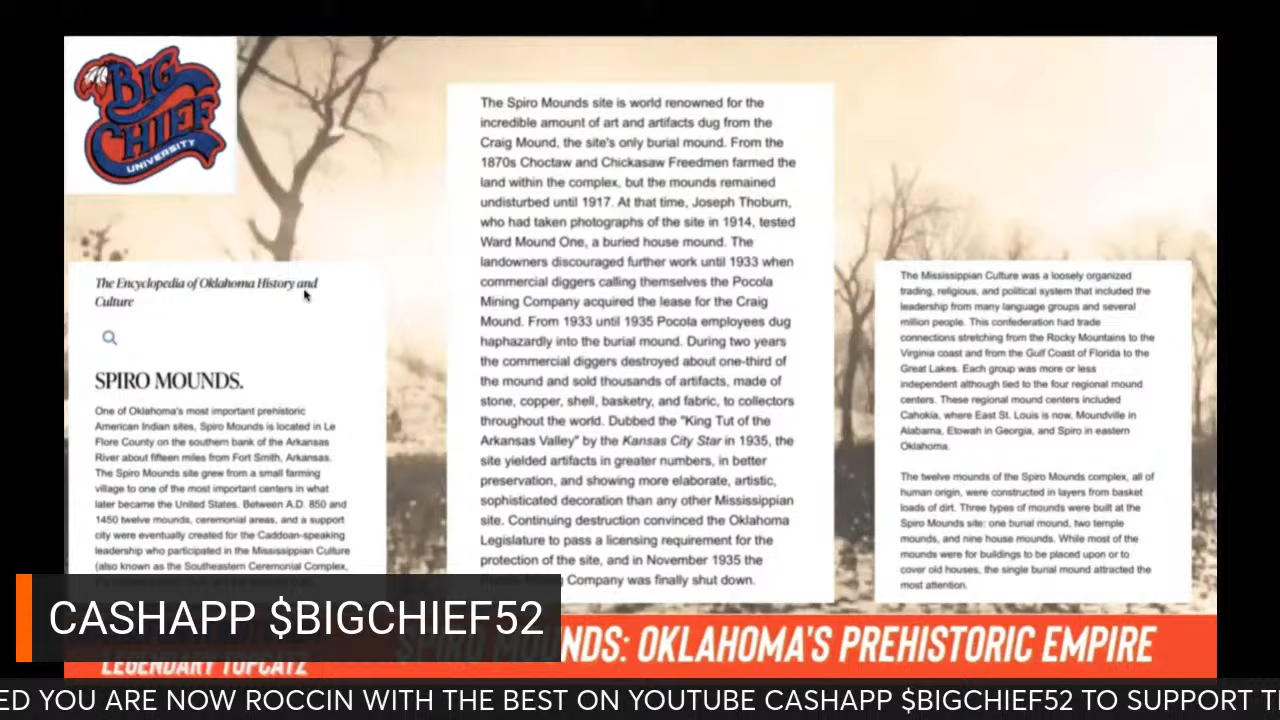 BIG
CHIEF
UNIVERSITY
The Encyclopedia of Oklahoma History and
Culture
SPIRO MOUNDS.
One of Oklahoma's most important prehistoric
American Indian sites, Spiro Mounds is located in Le
Flore County on the southern bank of the Arkansas
River about fifteen miles from Fort Smith, Arkansas.
The Spiro Mounds site grew from a small farming
village to one of the most important centers in what
later became the United States. Between A.D. 850 and
1450 twelve mounds, ceremonial areas, and a support
city were eventually created for the Caddoan-speaking
leadership who participated in the Mississippian Culture
(also known as the Southeastern Ceremonial Complex,
The Spiro Mounds site is world renowned for the
incredible amount of art and artifacts dug from the
Craig Mound, the site's only burial mound. From the
1870s Choctaw and Chickasaw Freedmen farmed the
land within the complex, but the mounds remained
undisturbed until 1917. At that time, Joseph Thoburn,
who had taken photographs of the site in 1914, tested
Ward Mound One, a buried house mound. The
landowners discouraged further work until 1933 when
commercial diggers calling themselves the Pocola
Mining Company acquired the lease for the Craig
Mound. From 1933 until 1935 Pocola employees dug
haphazardly into the burial mound. During two years
the commercial diggers destroyed about one-third of
the mound and sold thousands of artifacts, made of
stone, copper, shell, basketry, and fabric, to collectors
throughout the world. Dubbed the "King Tut of the
Arkansas Valley" by the Kansas City Star in 1935, the
site yielded artifacts in greater numbers, in better
preservation, and showing more elaborate, artistic,
sophisticated decoration than any other Mississippian
site. Continuing destruction convinced the Oklahoma
Legislature to pass a licensing requirement for the
protection of the site, and in November 1935 the
Company was finally shut down.
The Mississippian Culture was a loosely organized
trading, religious, and political system that included the
leadership from many language groups and several
million people. This confederation had trade
connections stretching from the Rocky Mountains to the
Virginia coast and from the Gulf Coast of Florida to the
Great Lakes. Each group was more or less
independent although tied to the four regional mound
centers. These regional mound centers included
Cahokia, where East St. Louis is now, Moundville in
Alabama, Etowah in Georgia, and Spiro in eastern
Oklahoma.
The twelve mounds of the Spiro Mounds complex, all of
human origin, were constructed in layers from basket
loads of dirt. Three types of mounds were built at the
Spiro Mounds site: one burial mound, two temple
mounds, and nine house mounds. While most of the
mounds were for buildings to be placed upon or to
cover old houses, the single burial mound attracted the
most attention.
CASHAPP $BIGCHIEF52
SPIRO MOUNDS: OKLAHOMA'S PREHISTORIC EMPIRE
LEGENDARY TOPCATZ
ED YOU ARE NOW ROCCIN WITH THE BEST ON YOUTUBE CASHAPP $BIGCHIEF52 TO SUPPORT T